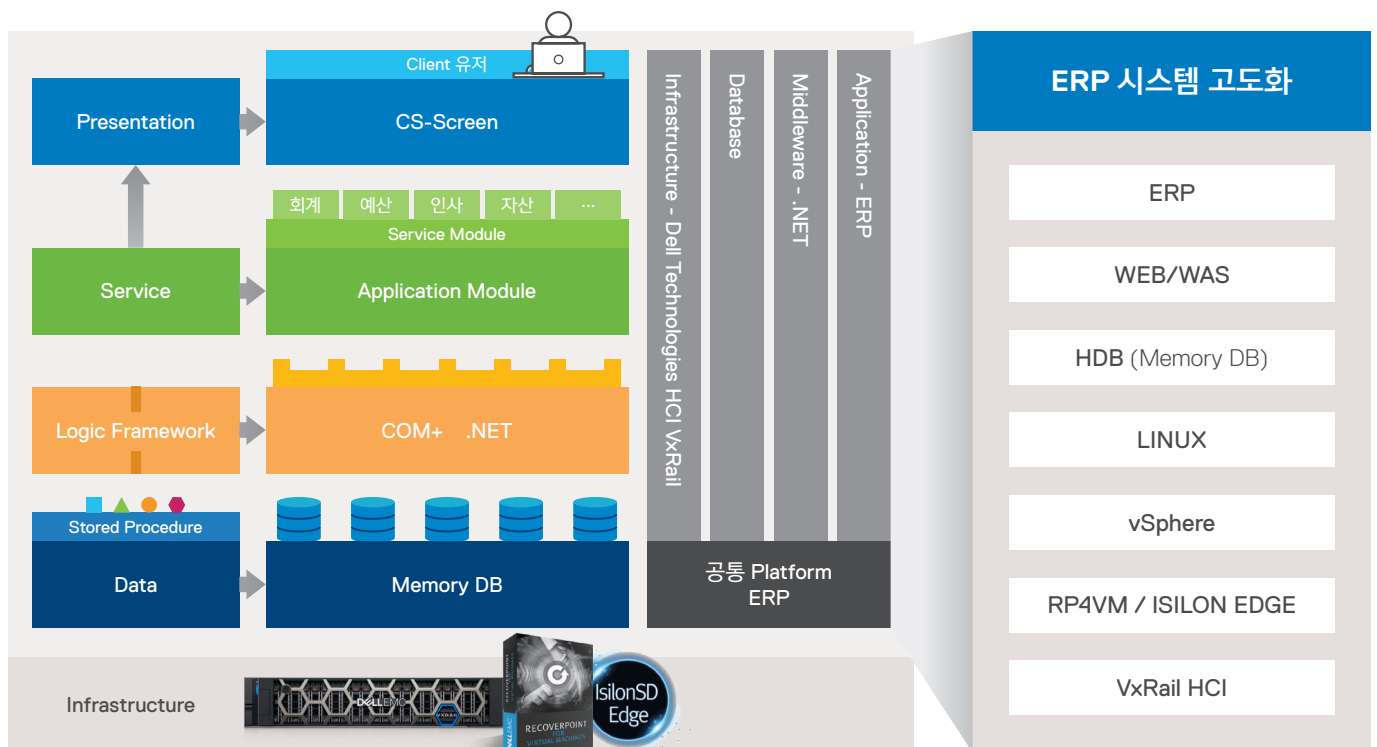 Client 유저
Presentation
CS-Screen
회계
예산
인사
자산
...
Service Module
Service
Application Module
Logic Framework
COM+ .NET
Stored Procedure
Data
Memory DB
Infrastructure - Dell Technologies HCI VxRail
Database
Middleware - .NET
Application - ERP
공통 Platform
ERP
Infrastructure
DELLEMC
VXRAIL
RECOVERPOINT
FOR
VIRTUAL MACHINES
DELLEMC
IsilonSD
Edge
ERP 시스템 고도화
ERP
WEB/WAS
HDB (Memory DB)
LINUX
vSphere
RP4VM / ISILON EDGE
VxRail HCI